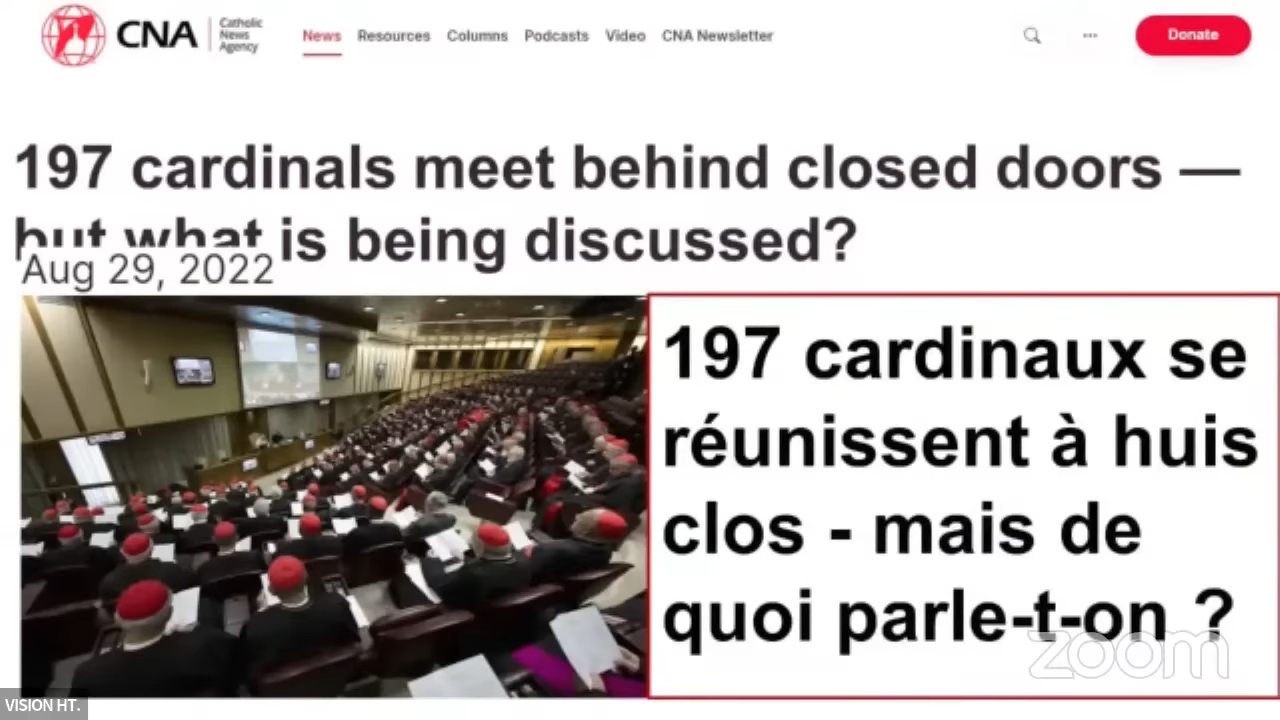 CNA
Catholic
News
Agency
News Resources Columns Podcasts Video CNA Newsletter
Donate
197 cardinals meet behind closed doors —
but what is being discussed?
Aug 29, 2022
197 cardinaux se
réunissent à huis
clos - mais de
quoi parle-t-on ?
zoom
VISION HT.